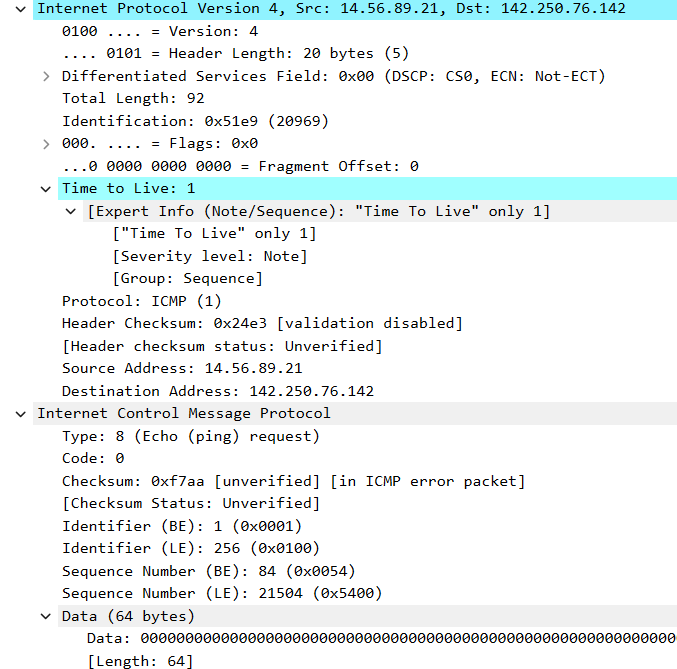 Internet Protocol Version 4, Src: 14.56.89.21, Dst: 142.250.76.142
0100 .... = Version: 4
.... 0101 = Header Length: 20 bytes (5)
Differentiated Services Field: 0x00 (DSCP: CS0, ECN: Not-ECT)
Total Length: 92
Identification: 0x51e9 (20969)
000. .... = Flags: 0x0
...0 0000 0000 0000 = Fragment Offset: 0
Time to Live: 1
[Expert Info (Note/Sequence): "Time To Live" only 1]
["Time To Live" only 1]
[Severity level: Note]
[Group: Sequence]
Protocol: ICMP (1)
Header Checksum: 0x24e3 [validation disabled]
[Header checksum status: Unverified]
Source Address: 14.56.89.21
Destination Address: 142.250.76.142
Internet Control Message Protocol
Type: 8 (Echo (ping) request)
Code: 0
Checksum: 0xf7aa [unverified] [in ICMP error packet]
[Checksum Status: Unverified]
Identifier (BE): 1 (0x0001)
Identifier (LE): 256 (0x0100)
Sequence Number (BE): 84 (0x0054)
Sequence Number (LE): 21504 (0x5400)
Data (64 bytes)
Data: 000000000000000000000000000000000000000000000000000000000000
[Length: 64]